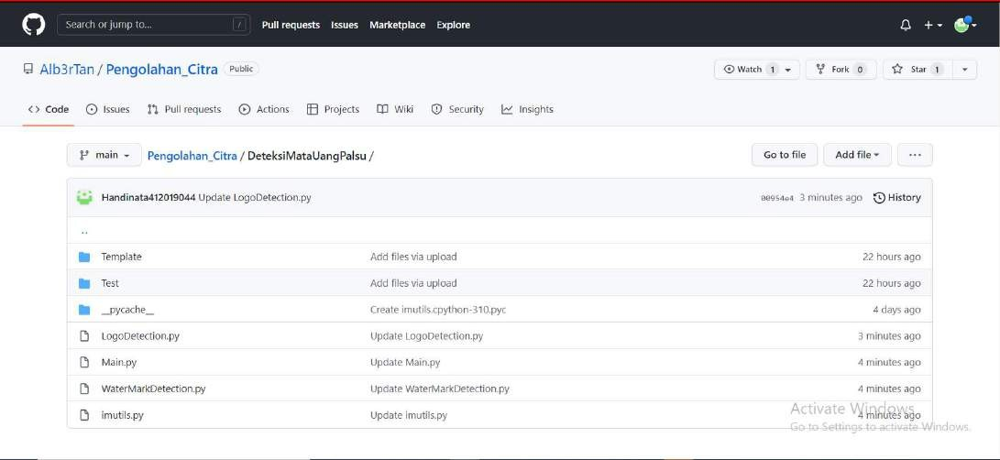 Search or jump to... /
Pull requests Issues Marketplace Explore
Alb3rTan / Pengolahan_Citra Public
Watch 1 Fork 0 Star 1
Code Issues Pull requests Actions Projects Wiki Security Insights
main Pengolahan_Citra / DeteksiMataUangPalsu / Go to file Add file ...
Handinata412019044 Update LogoDetection.py 00954e4 3 minutes ago History
..
Template Add files via upload 22 hours ago
Test Add files via upload 22 hours ago
__pycache__ Create imutils.cpython-310.pyc 4 days ago
LogoDetection.py Update LogoDetection.py 3 minutes ago
Main.py Update Main.py 4 minutes ago
WaterMarkDetection.py Update WaterMarkDetection.py 4 minutes ago
imutils.py Update imutils.py 4 minutes ago
Activate Windows
Go to Settings to activate Windows.